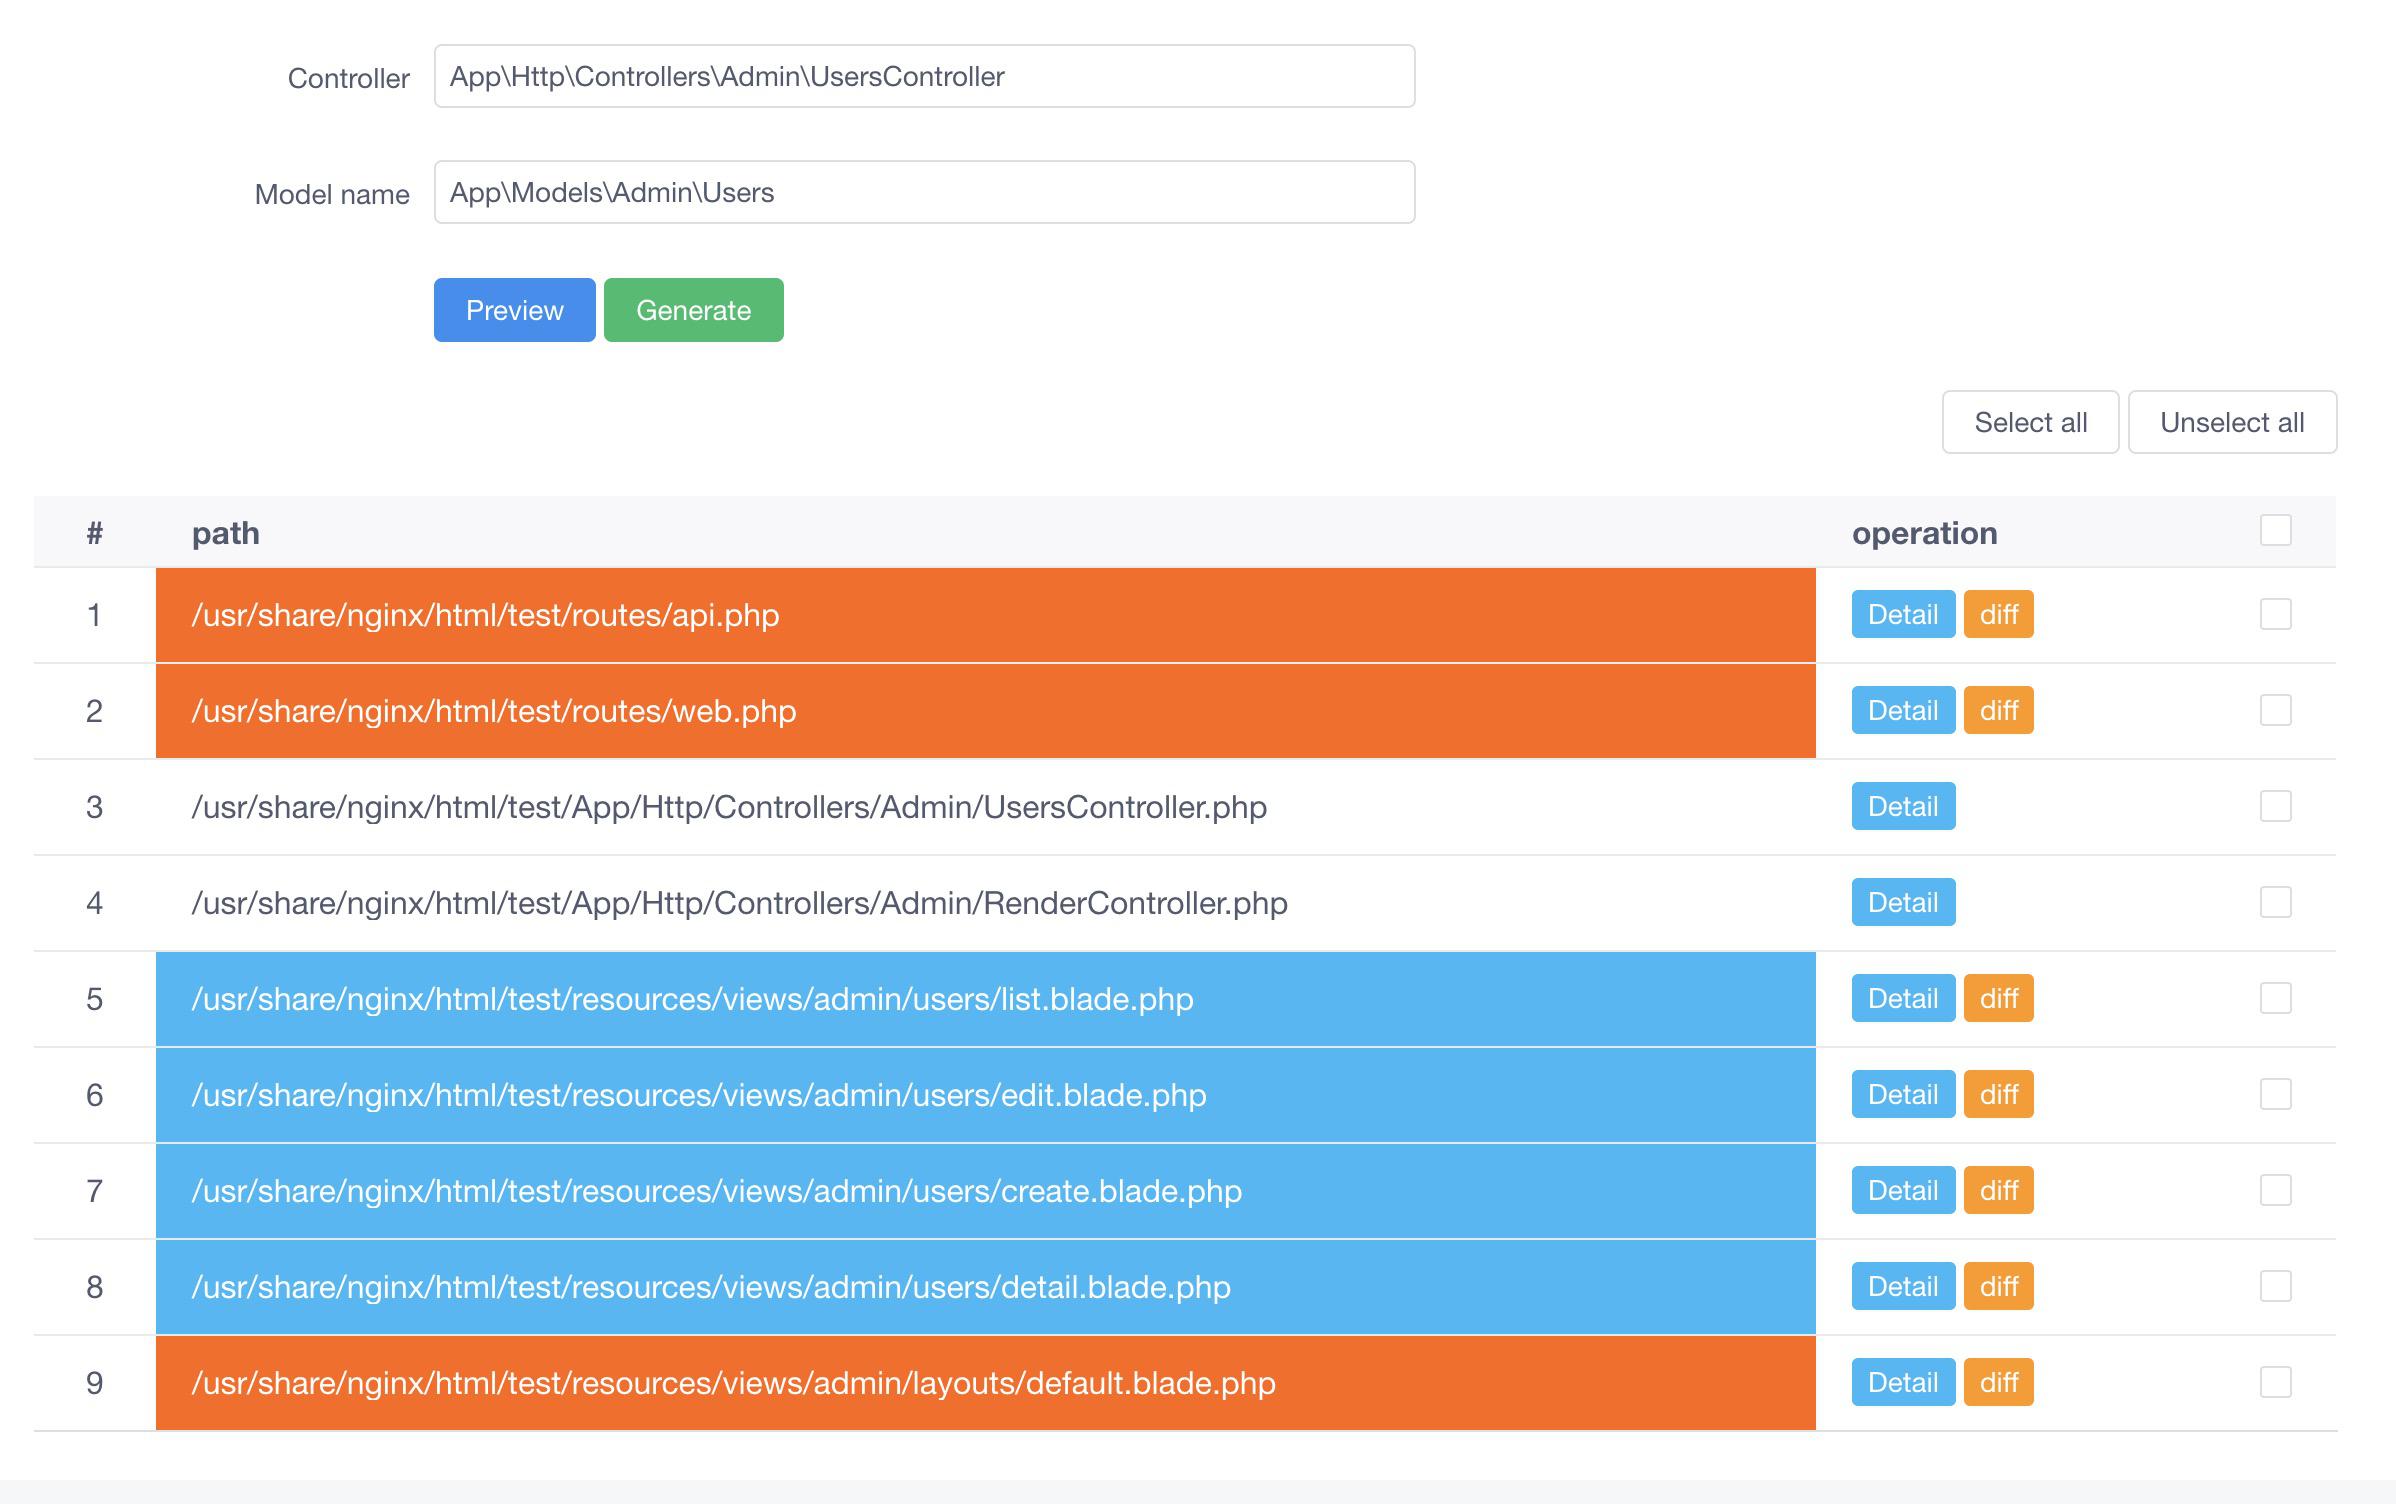 Controller App\Http\Controllers\Admin\UsersController
Model name App\Models\Admin\Users
Preview Generate
Select all Unselect all
# path operation
1 /usr/share/nginx/html/test/routes/api.php Detail diff
2 /usr/share/nginx/html/test/routes/web.php Detail diff
3 /usr/share/nginx/html/test/App/Http/Controllers/Admin/UsersController.php Detail
4 /usr/share/nginx/html/test/App/Http/Controllers/Admin/RenderController.php Detail
5 /usr/share/nginx/html/test/resources/views/admin/users/list.blade.php Detail diff
6 /usr/share/nginx/html/test/resources/views/admin/users/edit.blade.php Detail diff
7 /usr/share/nginx/html/test/resources/views/admin/users/create.blade.php Detail diff
8 /usr/share/nginx/html/test/resources/views/admin/users/detail.blade.php Detail diff
9 /usr/share/nginx/html/test/resources/views/admin/layouts/default.blade.php Detail diff